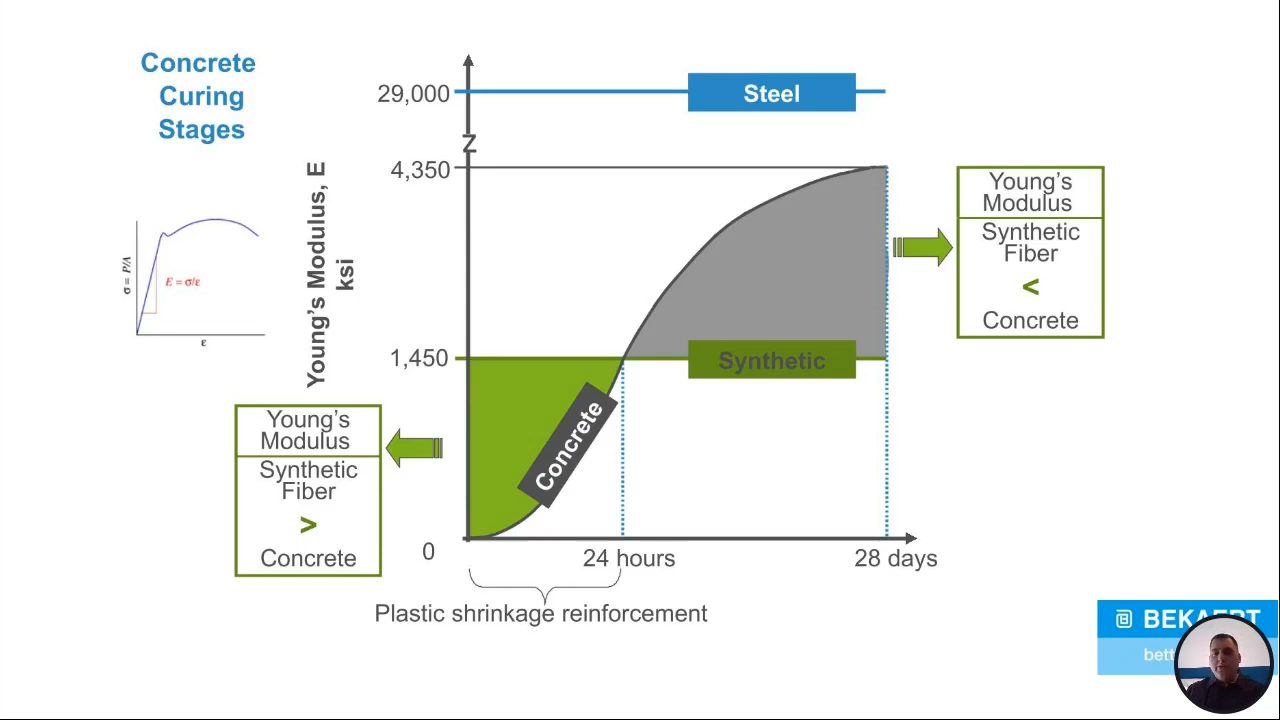 Concrete
Curing
Stages
σ = P/A
E = σ/ε
ε
Young's Modulus, E
ksi
29,000
4,350
1,450
0
Steel
Synthetic
Concrete
24 hours
28 days
Plastic shrinkage reinforcement
Young's
Modulus
Synthetic
Fiber
>
Concrete
Young's
Modulus
Synthetic
Fiber
<
Concrete